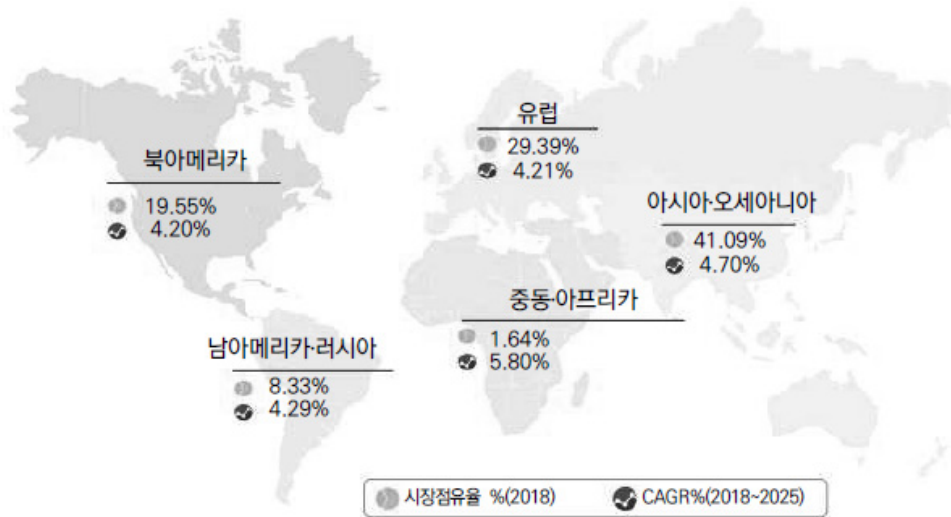 유럽
29.39%
4.21%
북아메리카
19.55%
4.20%
아시아·오세아니아
41.09%
4.70%
중동·아프리카
1.64%
5.80%
남아메리카·러시아
8.33%
4.29%
시장점유율 %(2018) CAGR%(2018~2025)